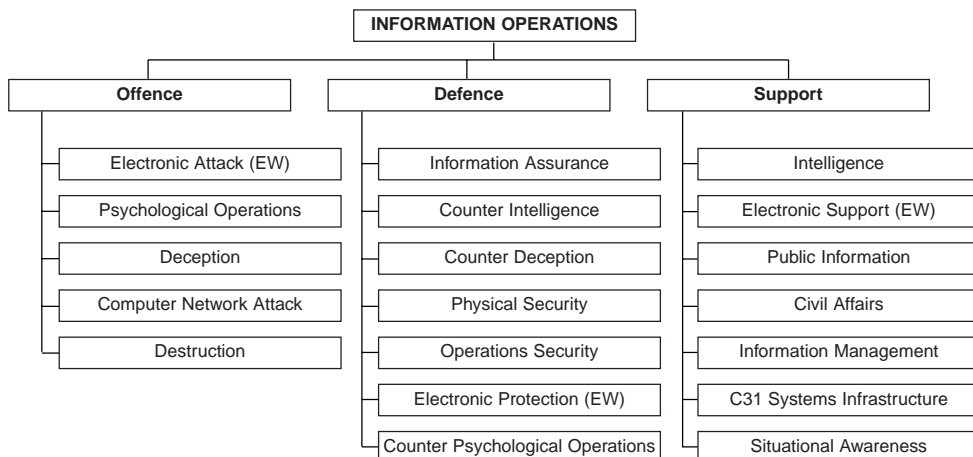 INFORMATION OPERATIONS
Offence
Electronic Attack (EW)
Psychological Operations
Deception
Computer Network Attack
Destruction
Defence
Information Assurance
Counter Intelligence
Counter Deception
Physical Security
Operations Security
Electronic Protection (EW)
Counter Psychological Operations
Support
Intelligence
Electronic Support (EW)
Public Information
Civil Affairs
Information Management
C31 Systems Infrastructure
Situational Awareness